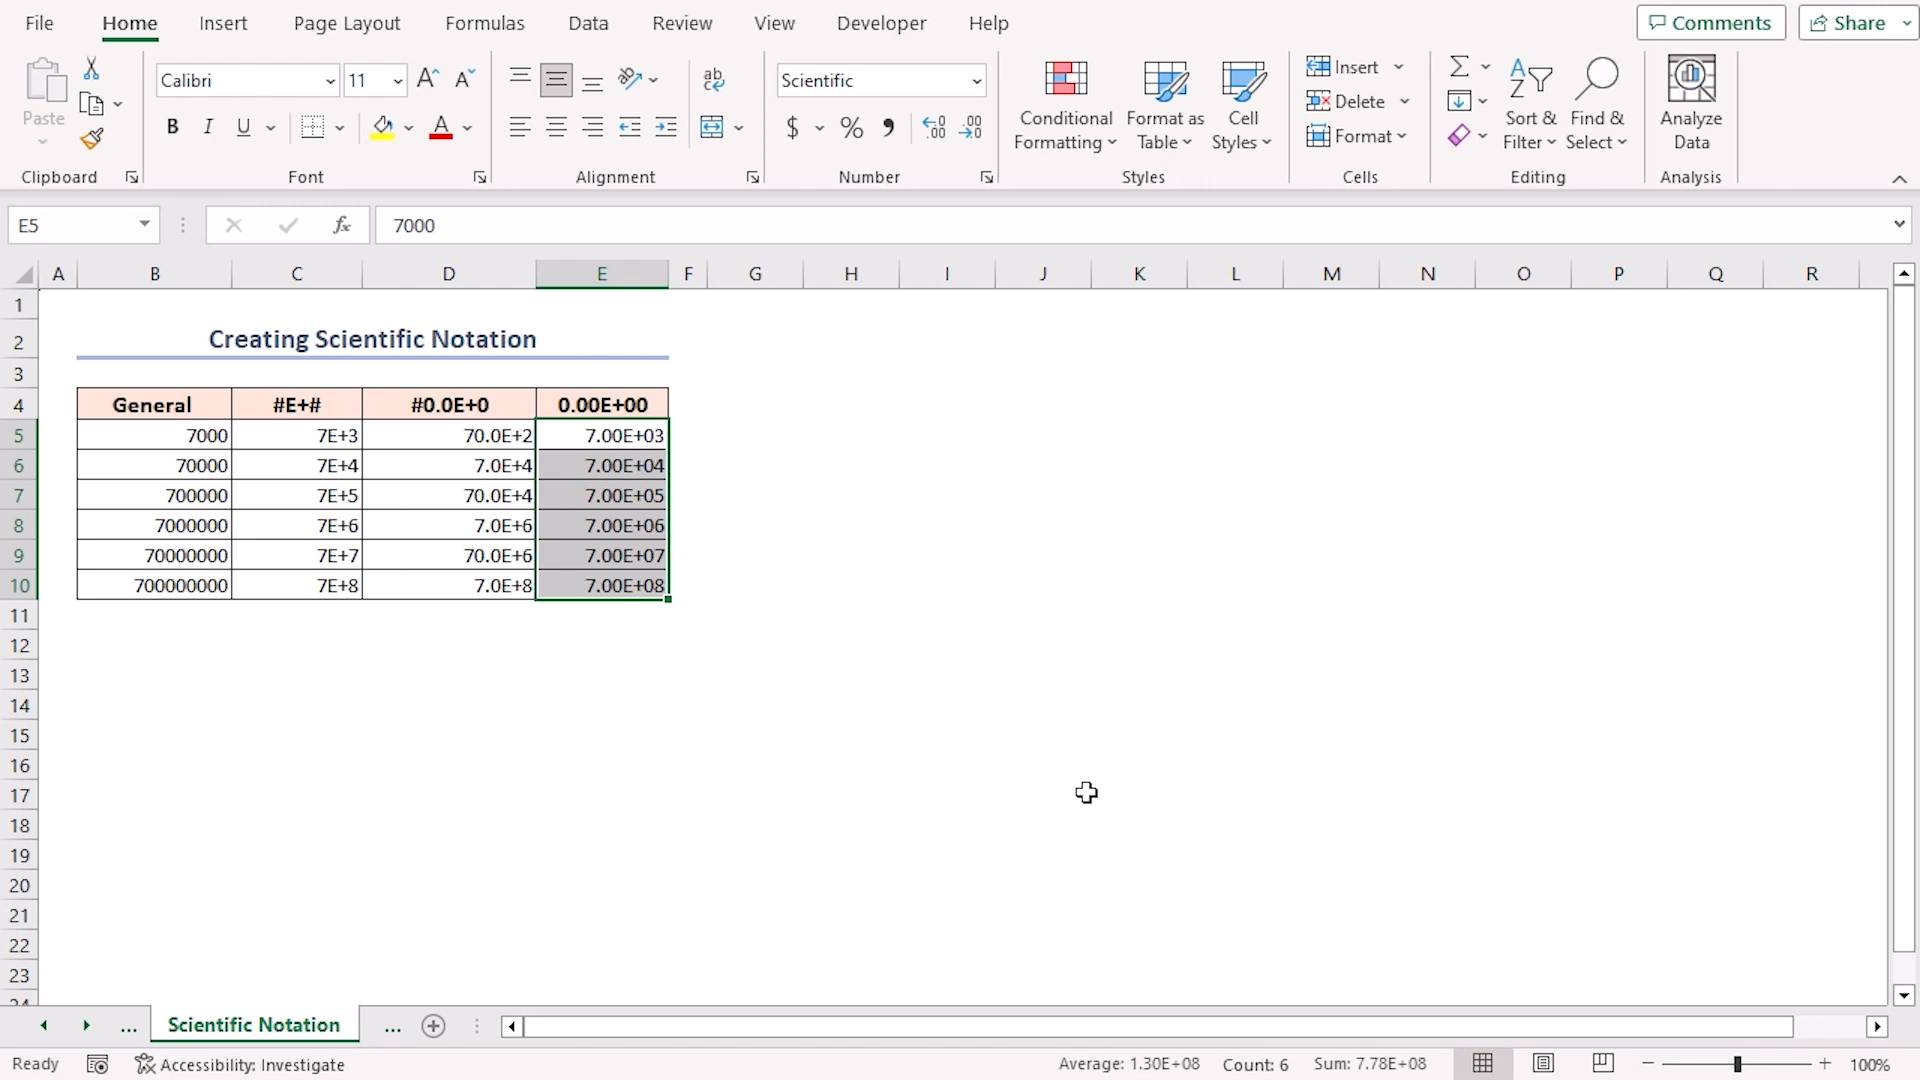 File Home Insert Page Layout Formulas Data Review View Developer Help Comments Share
Paste
Clipboard
Calibri 11 A A
B I U A
Font
ab
Alignment
Scientific
$ % , .00 .00
Number
Conditional Formatting
Format as Table
Cell Styles
Styles
Insert
Delete
Format
Cells
Σ
Sort & Filter
Find & Select
Editing
Analyze Data
Analysis
E5 fx 7000
A B C D E F G H I J K L M N O P Q R
1
2 Creating Scientific Notation
3
4 General #E+# #0.0E+0 0.00E+00
5 7000 7E+3 70.0E+2 7.00E+03
6 70000 7E+4 7.0E+4 7.00E+04
7 700000 7E+5 70.0E+4 7.00E+05
8 7000000 7E+6 7.0E+6 7.00E+06
9 70000000 7E+7 70.0E+6 7.00E+07
10 700000000 7E+8 7.0E+8 7.00E+08
11
12
13
14
15
16
17
18
19
20
21
22
23
24
... Scientific Notation ...
Ready Accessibility: Investigate Average: 1.30E+08 Count: 6 Sum: 7.78E+08 100%